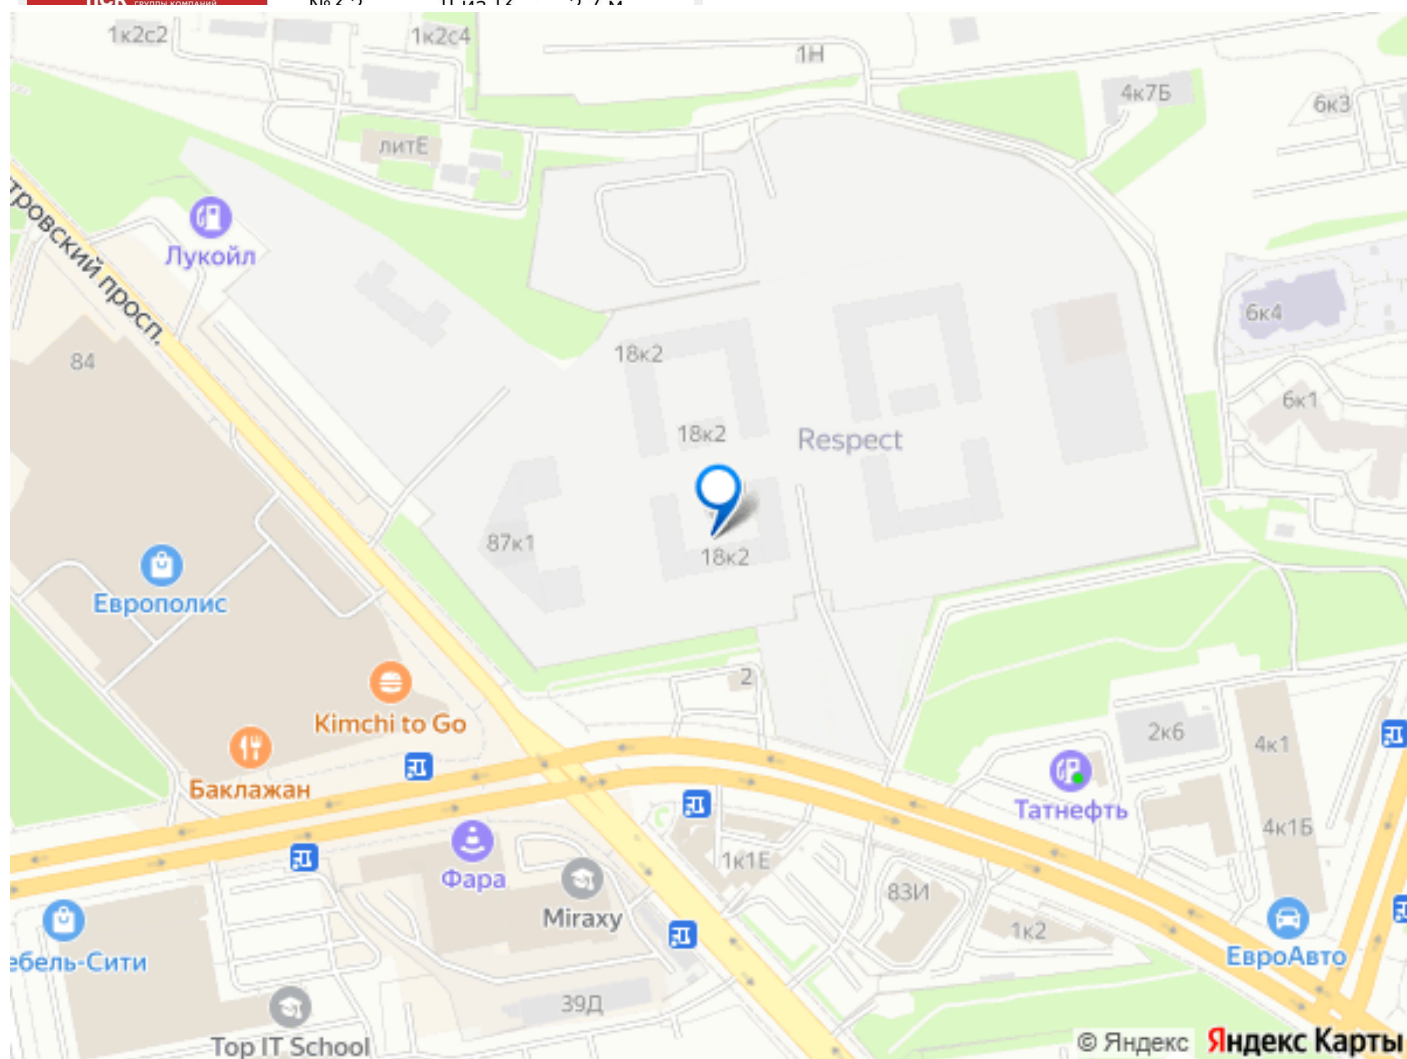 ГРУППЫ КОМПАНИЙ
1к2с2
1к2с4
1Н
4к7Б
6к3
литЕ
Лукойл
тровский просп.
84
6к4
18к2
6к1
18к2
Respect
87к1
18к2
Европолис
2
Kimchi to Go
2к6
4к1
Баклажан
Татнефть
4к1Б
1к1Е
Фара
83И
Miraxy
1к2
ебель-Сити
ЕвроАвто
39Д
Top IT School
© Яндекс Яндекс Карты